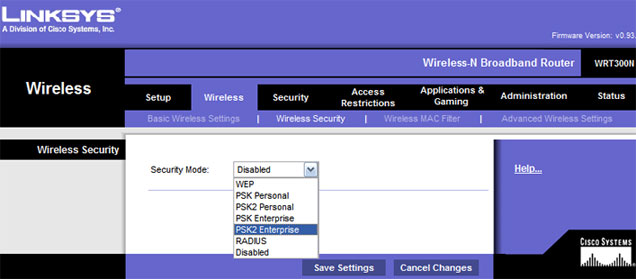 LINKSYS®
A Division of Cisco Systems, Inc.
Firmware Version: v0.93.
Wireless-N Broadband Router WRT300N
Wireless
Setup Wireless Security Access Restrictions Applications & Gaming Administration Status
Basic Wireless Settings | Wireless Security | Wireless MAC Filter | Advanced Wireless Settings
Wireless Security
Security Mode: Disabled
Help...
WEP
PSK Personal
PSK2 Personal
PSK Enterprise
PSK2 Enterprise
RADIUS
Disabled
CISCO SYSTEMS
Save Settings Cancel Changes